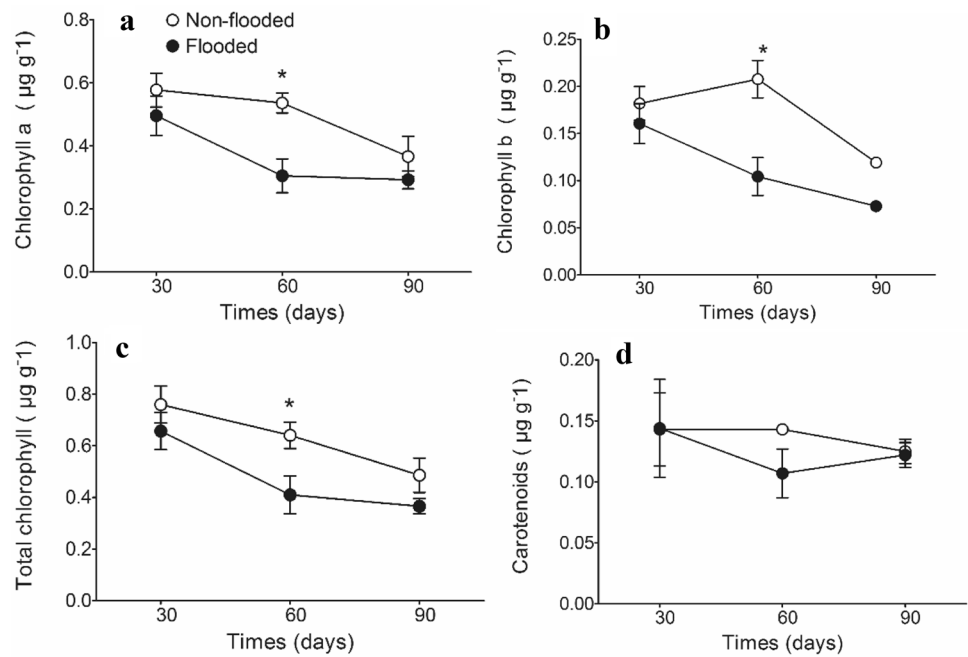 a
Non-flooded
Flooded
Chlorophyll a ( µg g-1)
0.8
0.6
0.4
0.2
0.0
*
30 60 90
Times (days)
b
Chlorophyll b ( µg g-1)
0.25
0.20
0.15
0.10
0.05
0.00
*
30 60 90
Times (days)
c
Total chlorophyll ( µg g-1)
1.0
0.8
0.6
0.4
0.2
0.0
*
30 60 90
Times (days)
d
Carotenoids ( µg g-1)
0.20
0.15
0.10
0.05
0.00
30 60 90
Times (days)